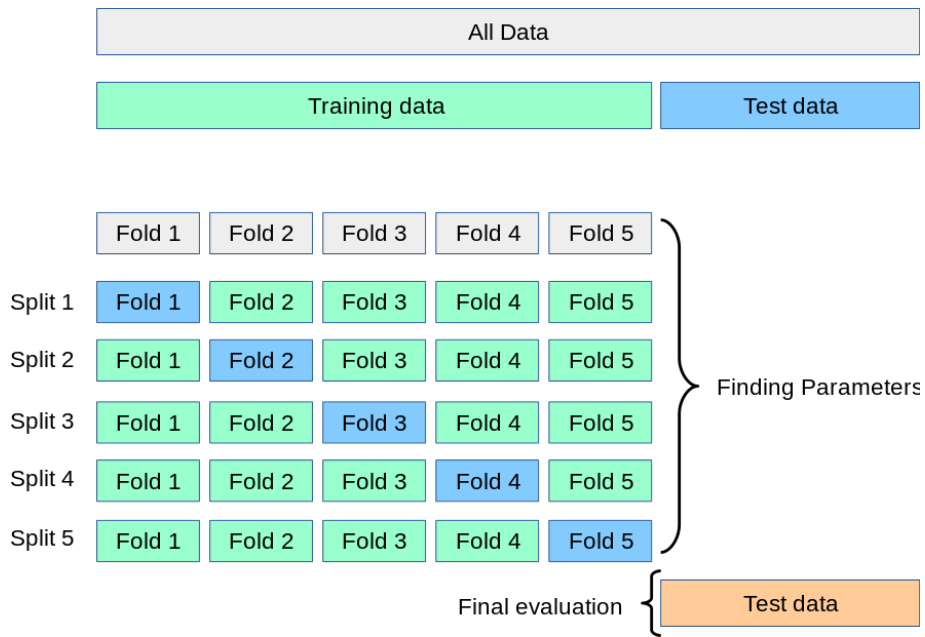 All Data
Training data Test data
Fold 1 Fold 2 Fold 3 Fold 4 Fold 5
Split 1 Fold 1 Fold 2 Fold 3 Fold 4 Fold 5
Split 2 Fold 1 Fold 2 Fold 3 Fold 4 Fold 5
Finding Parameters
Split 3 Fold 1 Fold 2 Fold 3 Fold 4 Fold 5
Split 4 Fold 1 Fold 2 Fold 3 Fold 4 Fold 5
Split 5 Fold 1 Fold 2 Fold 3 Fold 4 Fold 5
Final evaluation Test data